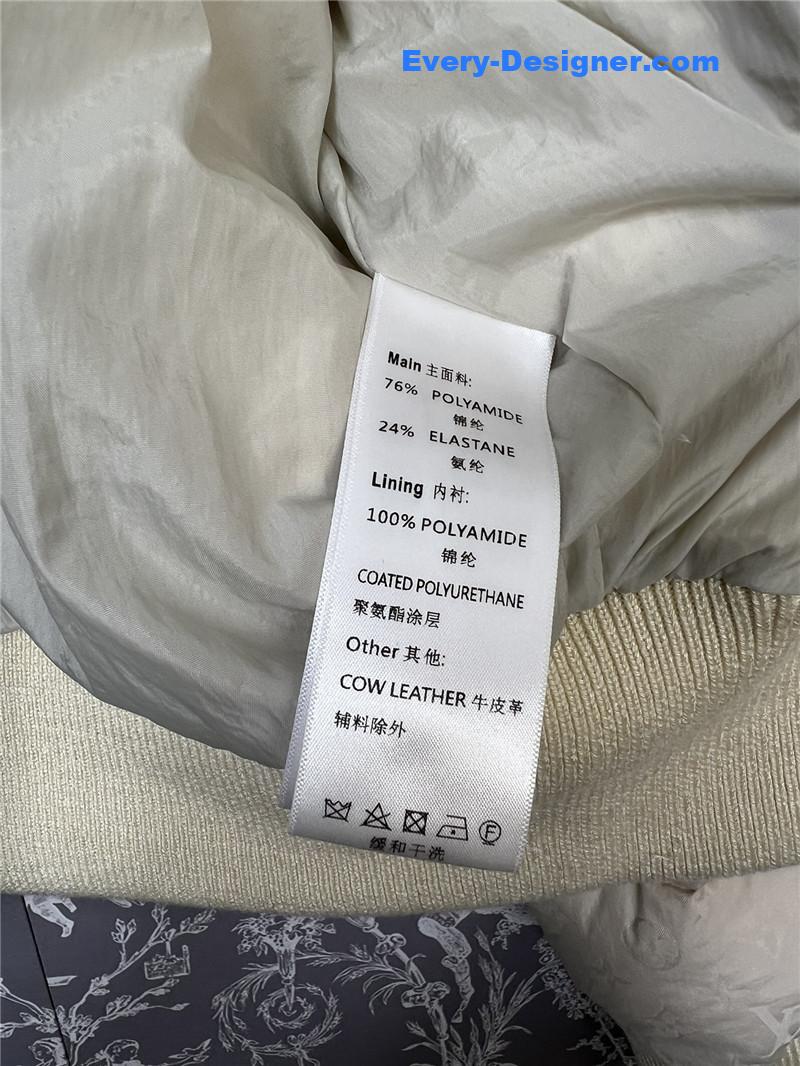 Every-Designer.com
Main 主面料:
76% POLYAMIDE
锦纶
24% ELASTANE
氨纶
Lining 内衬:
100% POLYAMIDE
锦纶
COATED POLYURETHANE
聚氨酯涂层
Other 其他:
COW LEATHER 牛皮革
辅料除外
F
缓和干洗